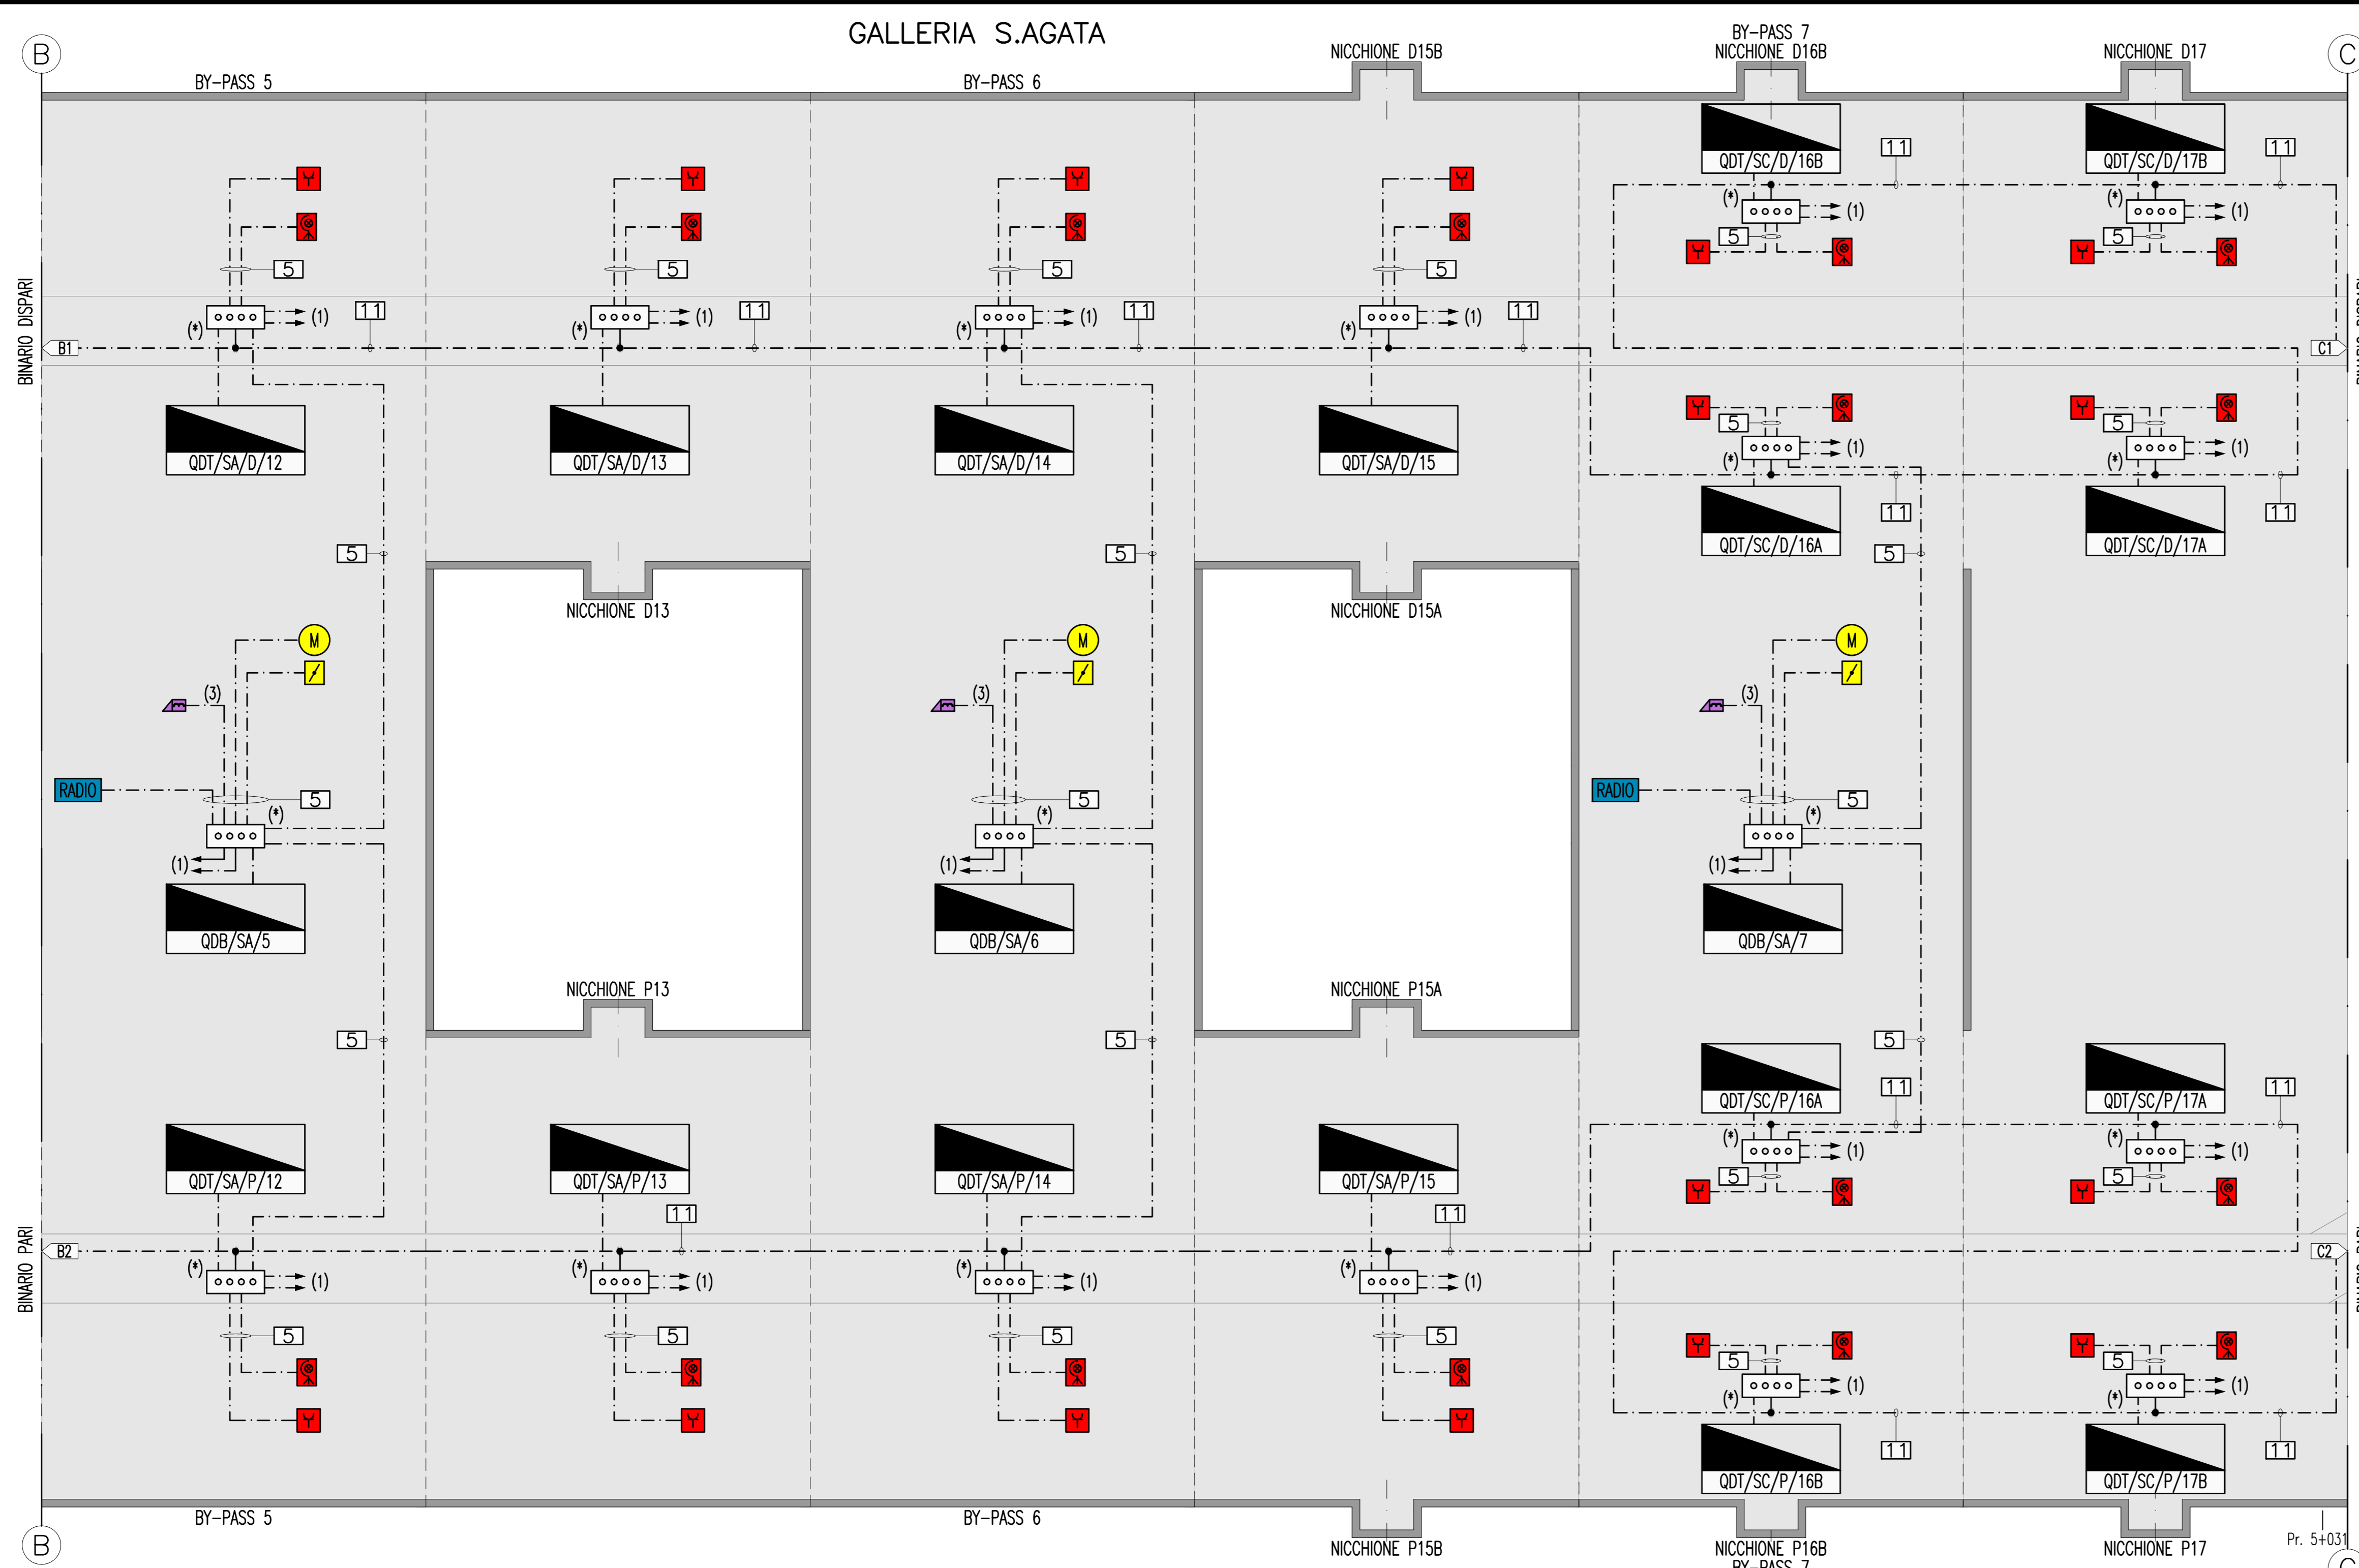 GALLERIA S.AGATA
B
C
BY-PASS 5
BY-PASS 6
NICCHIONE D15B
BY-PASS 7
NICCHIONE D16B
NICCHIONE D17
QDT/SC/D/16B
11
QDT/SC/D/17B
11
(*)
(1)
(*)
(1)
5
5
5
5
5
5
BINARIO DISPARI
(*)
(1)
11
(*)
(1)
11
(*)
(1)
11
(*)
(1)
11
B1
C1
5
5
(1)
(1)
(*)
(*)
QDT/SA/D/12
QDT/SA/D/13
QDT/SA/D/14
QDT/SA/D/15
QDT/SC/D/16A
11
QDT/SC/D/17A
11
5
5
5
NICCHIONE D13
NICCHIONE D15A
M
M
M
(3)
(3)
(3)
RADIO
5
5
RADIO
5
(*)
(*)
(*)
(1)
(1)
(1)
QDB/SA/5
QDB/SA/6
QDB/SA/7
NICCHIONE P13
NICCHIONE P15A
5
5
5
QDT/SC/P/16A
11
QDT/SC/P/17A
11
(*)
(1)
(*)
(1)
5
5
QDT/SA/P/12
QDT/SA/P/13
QDT/SA/P/14
QDT/SA/P/15
11
11
BINARIO PARI
B2
C2
(*)
(1)
(*)
(1)
(*)
(1)
(*)
(1)
5
5
5
5
5
5
(*)
(1)
(*)
(1)
11
11
QDT/SC/P/16B
QDT/SC/P/17B
BY-PASS 5
BY-PASS 6
NICCHIONE P15B
NICCHIONE P16B
BY-PASS 7
NICCHIONE P17
Pr. 5+031
B